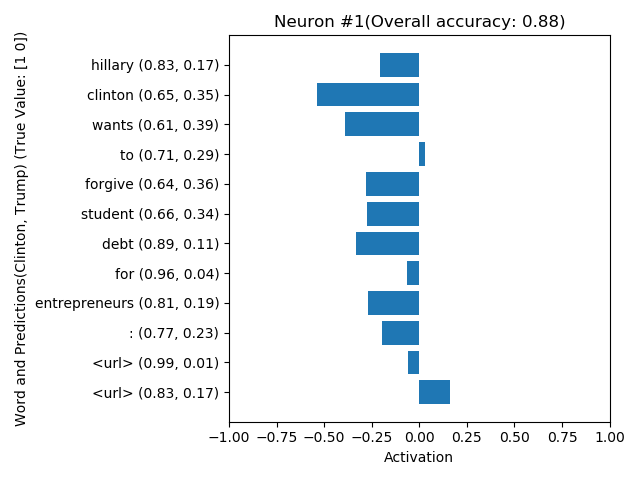 Neuron #1(Overall accuracy: 0.88)
Word and Predictions(Clinton, Trump) (True Value: [1 0])
hillary (0.83, 0.17)
clinton (0.65, 0.35)
wants (0.61, 0.39)
to (0.71, 0.29)
forgive (0.64, 0.36)
student (0.66, 0.34)
debt (0.89, 0.11)
for (0.96, 0.04)
entrepreneurs (0.81, 0.19)
: (0.77, 0.23)
<url> (0.99, 0.01)
<url> (0.83, 0.17)
−1.00 −0.75 −0.50 −0.25 0.00 0.25 0.50 0.75 1.00
Activation